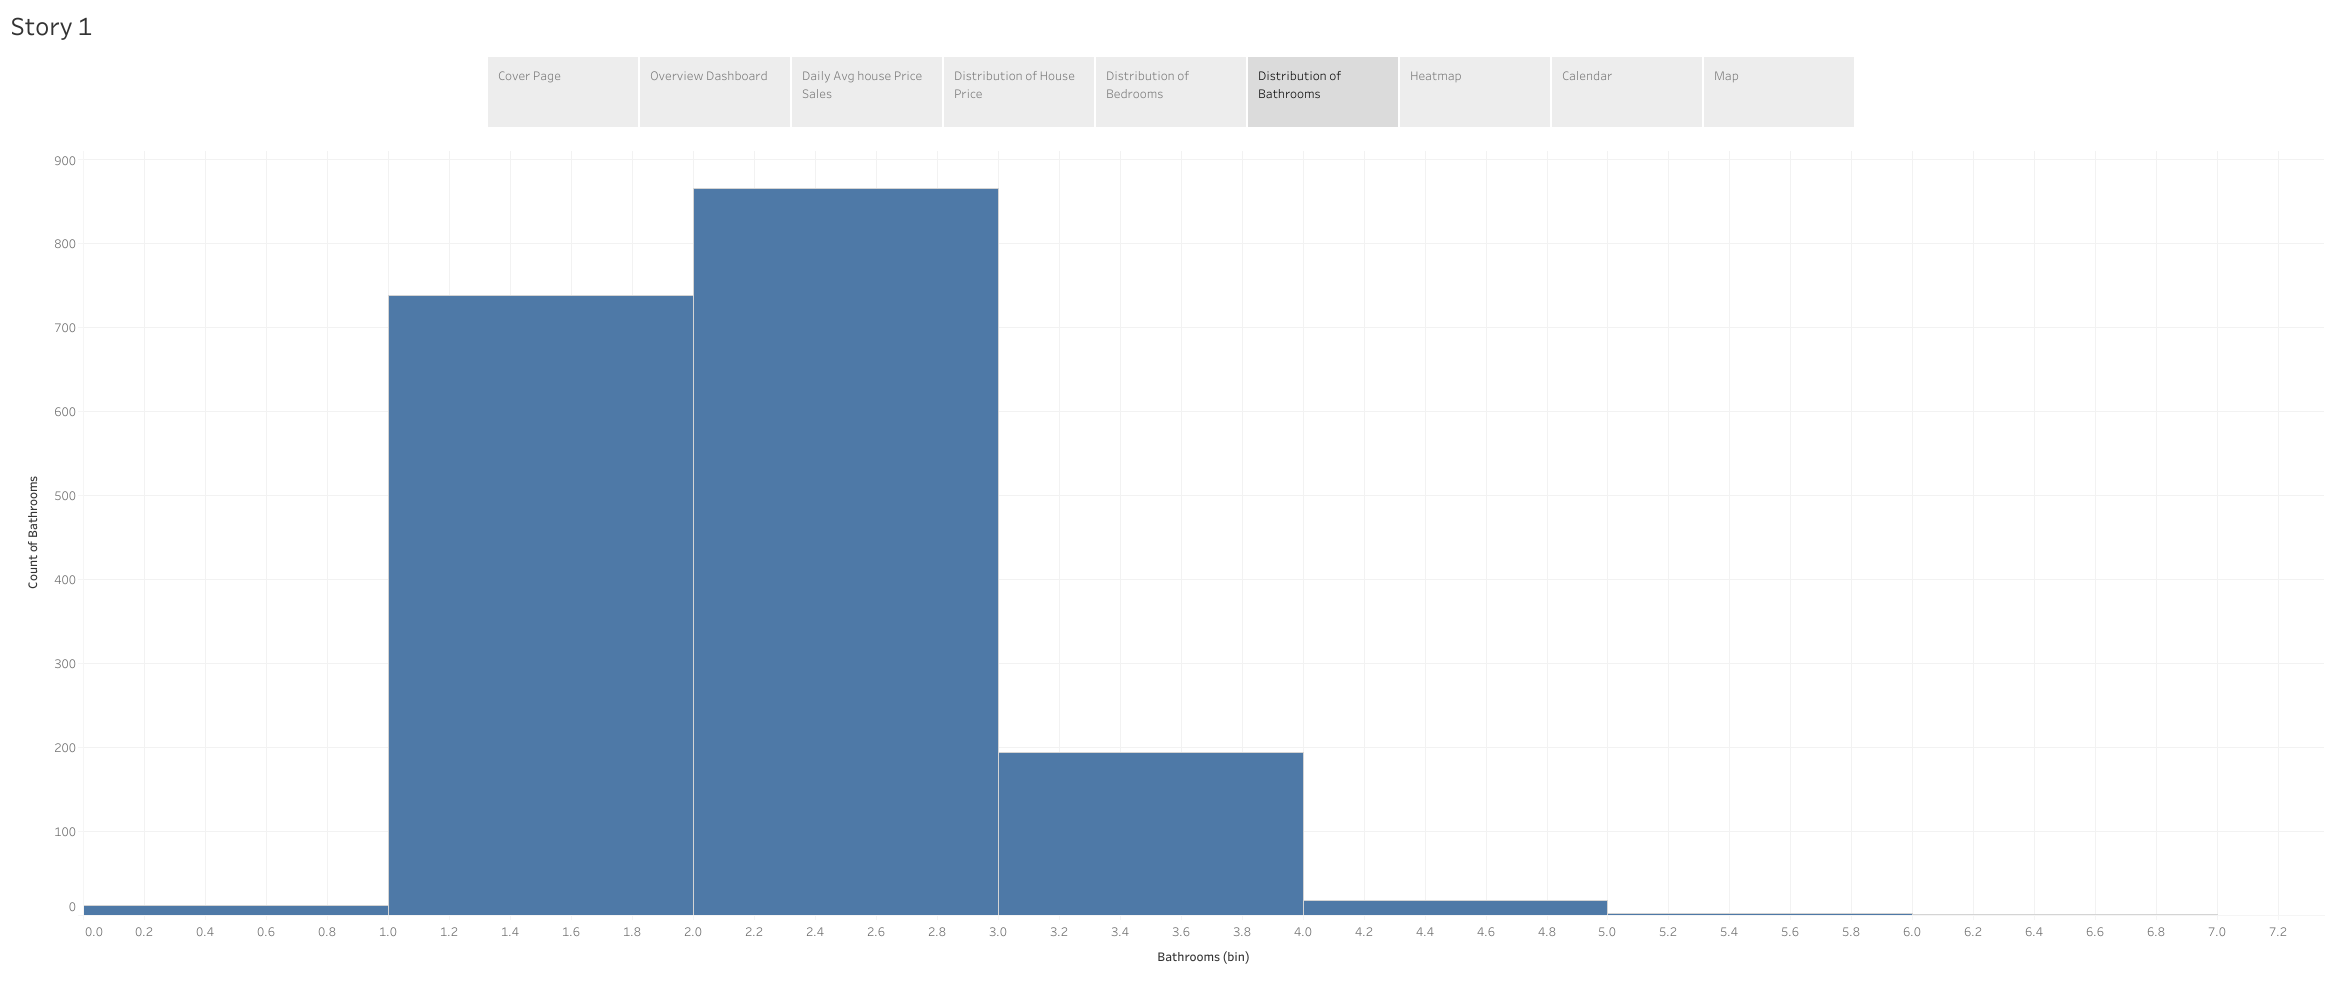 Story 1
Cover Page
Overview Dashboard
Daily Avg house Price
Sales
Distribution of House
Price
Distribution of
Bedrooms
Distribution of
Bathrooms
Heatmap
Calendar
Map
900
800
700
600
500
400
300
200
100
0
Count of Bathrooms
0.0 0.2 0.4 0.6 0.8 1.0 1.2 1.4 1.6 1.8 2.0 2.2 2.4 2.6 2.8 3.0 3.2 3.4 3.6 3.8 4.0 4.2 4.4 4.6 4.8 5.0 5.2 5.4 5.6 5.8 6.0 6.2 6.4 6.6 6.8 7.0 7.2
Bathrooms (bin)